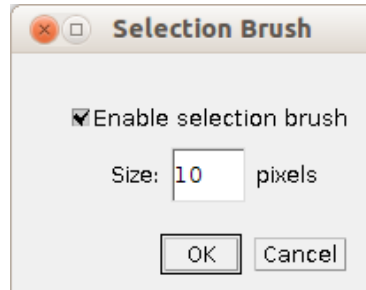 Selection Brush
Enable selection brush
Size: 10 pixels
OK Cancel